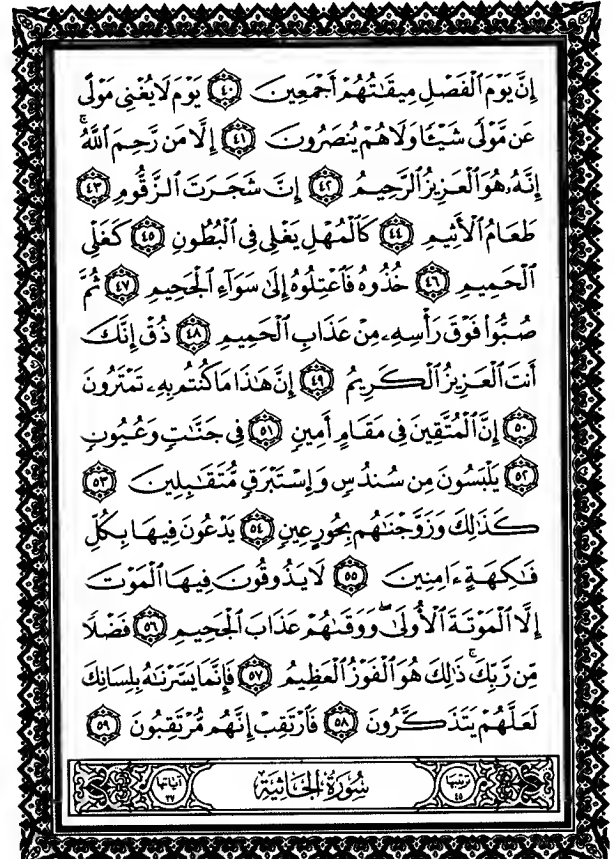 إِنَّ يَوْمَ ٱلْفَصْلِ مِيقَٰتُهُمْ أَجْمَعِينَ ٤٠ يَوْمَ لَا يُغْنِى مَوْلًى
عَن مَّوْلًى شَيْـًٔا وَلَا هُمْ يُنصَرُونَ ٤١ إِلَّا مَن رَّحِمَ ٱللَّهُ ۚ
إِنَّهُۥ هُوَ ٱلْعَزِيزُ ٱلرَّحِيمُ ٤٢ إِنَّ شَجَرَتَ ٱلزَّقُّومِ ٤٣
طَعَامُ ٱلْأَثِيمِ ٤٤ كَٱلْمُهْلِ يَغْلِى فِى ٱلْبُطُونِ ٤٥ كَغَلْىِ
ٱلْحَمِيمِ ٤٦ خُذُوهُ فَٱعْتِلُوهُ إِلَىٰ سَوَآءِ ٱلْجَحِيمِ ٤٧ ثُمَّ
صُبُّوا۟ فَوْقَ رَأْسِهِۦ مِنْ عَذَابِ ٱلْحَمِيمِ ٤٨ ذُقْ إِنَّكَ
أَنتَ ٱلْعَزِيزُ ٱلْكَرِيمُ ٤٩ إِنَّ هَٰذَا مَا كُنتُم بِهِۦ تَمْتَرُونَ
٥٠ إِنَّ ٱلْمُتَّقِينَ فِى مَقَامٍ أَمِينٍ ٥١ فِى جَنَّٰتٍ وَعُيُونٍ
٥٢ يَلْبَسُونَ مِن سُندُسٍ وَإِسْتَبْرَقٍ مُّتَقَٰبِلِينَ ٥٣
كَذَٰلِكَ وَزَوَّجْنَٰهُم بِحُورٍ عِينٍ ٥٤ يَدْعُونَ فِيهَا بِكُلِّ
فَٰكِهَةٍ ءَامِنِينَ ٥٥ لَا يَذُوقُونَ فِيهَا ٱلْمَوْتَ
إِلَّا ٱلْمَوْتَةَ ٱلْأُولَىٰ ۖ وَوَقَىٰهُمْ عَذَابَ ٱلْجَحِيمِ ٥٦ فَضْلًا
مِّن رَّبِّكَ ۚ ذَٰلِكَ هُوَ ٱلْفَوْزُ ٱلْعَظِيمُ ٥٧ فَإِنَّمَا يَسَّرْنَٰهُ بِلِسَانِكَ
لَعَلَّهُمْ يَتَذَكَّرُونَ ٥٨ فَٱرْتَقِبْ إِنَّهُم مُّرْتَقِبُونَ ٥٩
ترتيبها ٤٥ سُورَةُ الجَاثِيَة آياتها ٣٧